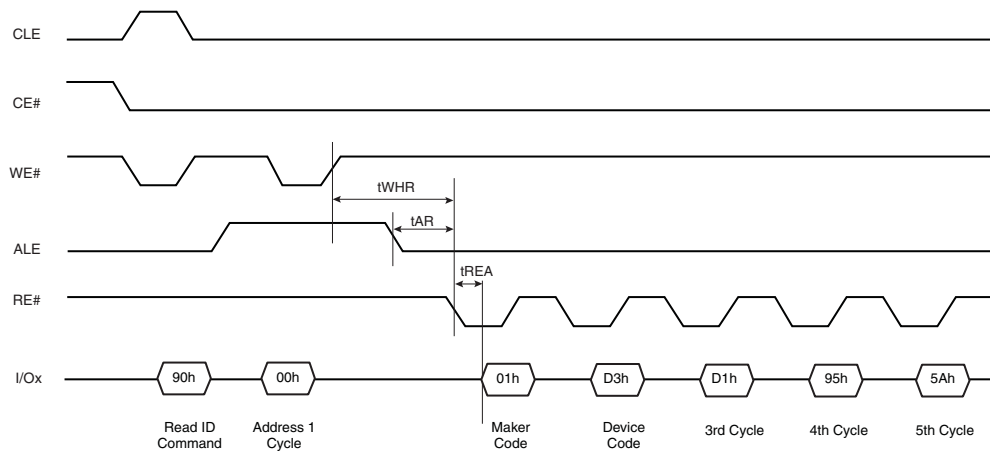 CLE
CE#
WE#
tWHR
tAR
ALE
tREA
RE#
I/Ox
90h
00h
01h
D3h
D1h
95h
5Ah
Read ID
Command
Address 1
Cycle
Maker
Code
Device
Code
3rd Cycle
4th Cycle
5th Cycle